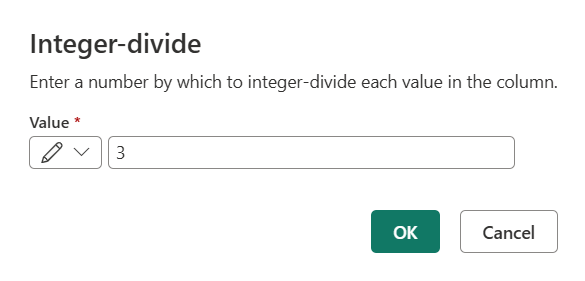 Integer-divide
Enter a number by which to integer-divide each value in the column.
Value *
3
OK
Cancel